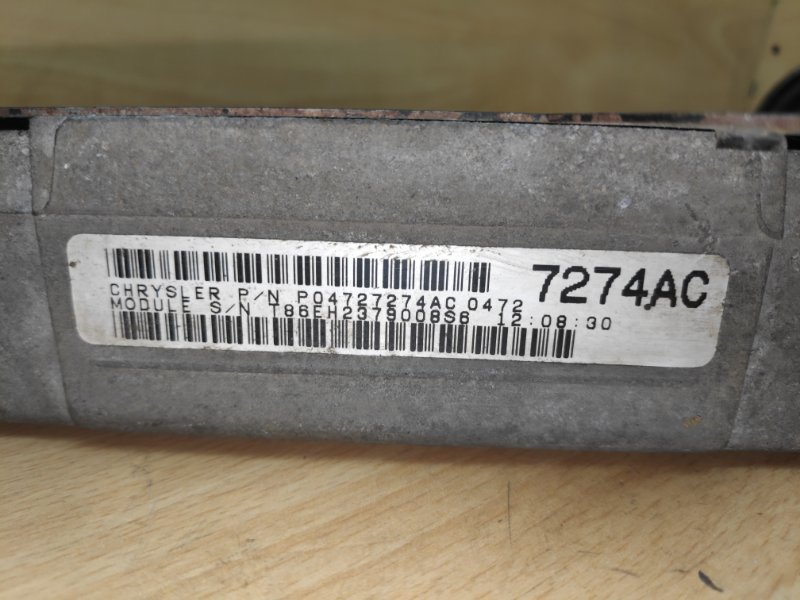 7274AC
CHRYSLER P/N P04727274AC 0472
MODULE S/N T86EH2379008S6 12:08:30